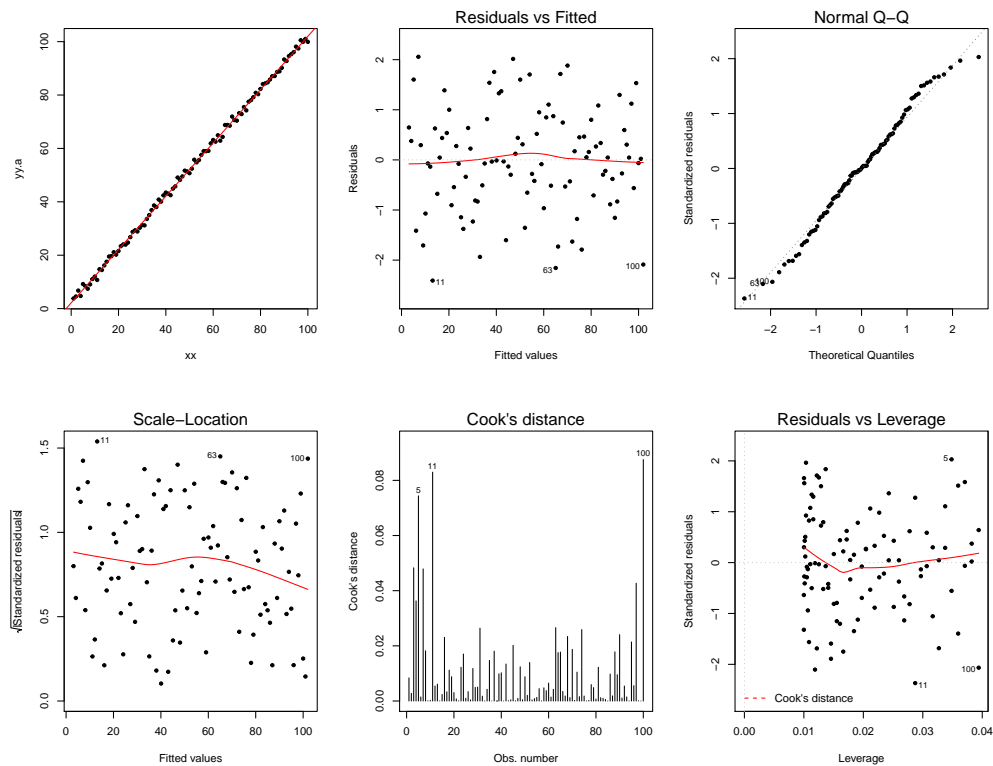 Residuals vs Fitted
Normal Q−Q
yy.a
0 20 40 60 80 100
0 20 40 60 80 100
xx
Residuals
−2 −1 0 1 2
11
63
100
0 20 40 60 80 100
Fitted values
Standardized residuals
−2 −1 0 1 2
11
63
100
−2 −1 0 1 2
Theoretical Quantiles
Scale−Location
Cook's distance
Residuals vs Leverage
√|Standardized residuals|
0.0 0.5 1.0 1.5
11
63
100
0 20 40 60 80 100
Fitted values
Cook's distance
0.00 0.02 0.04 0.06 0.08
5
11
100
0 20 40 60 80 100
Obs. number
Standardized residuals
−2 −1 0 1 2
5
100
11
Cook's distance
0.00 0.01 0.02 0.03 0.04
Leverage